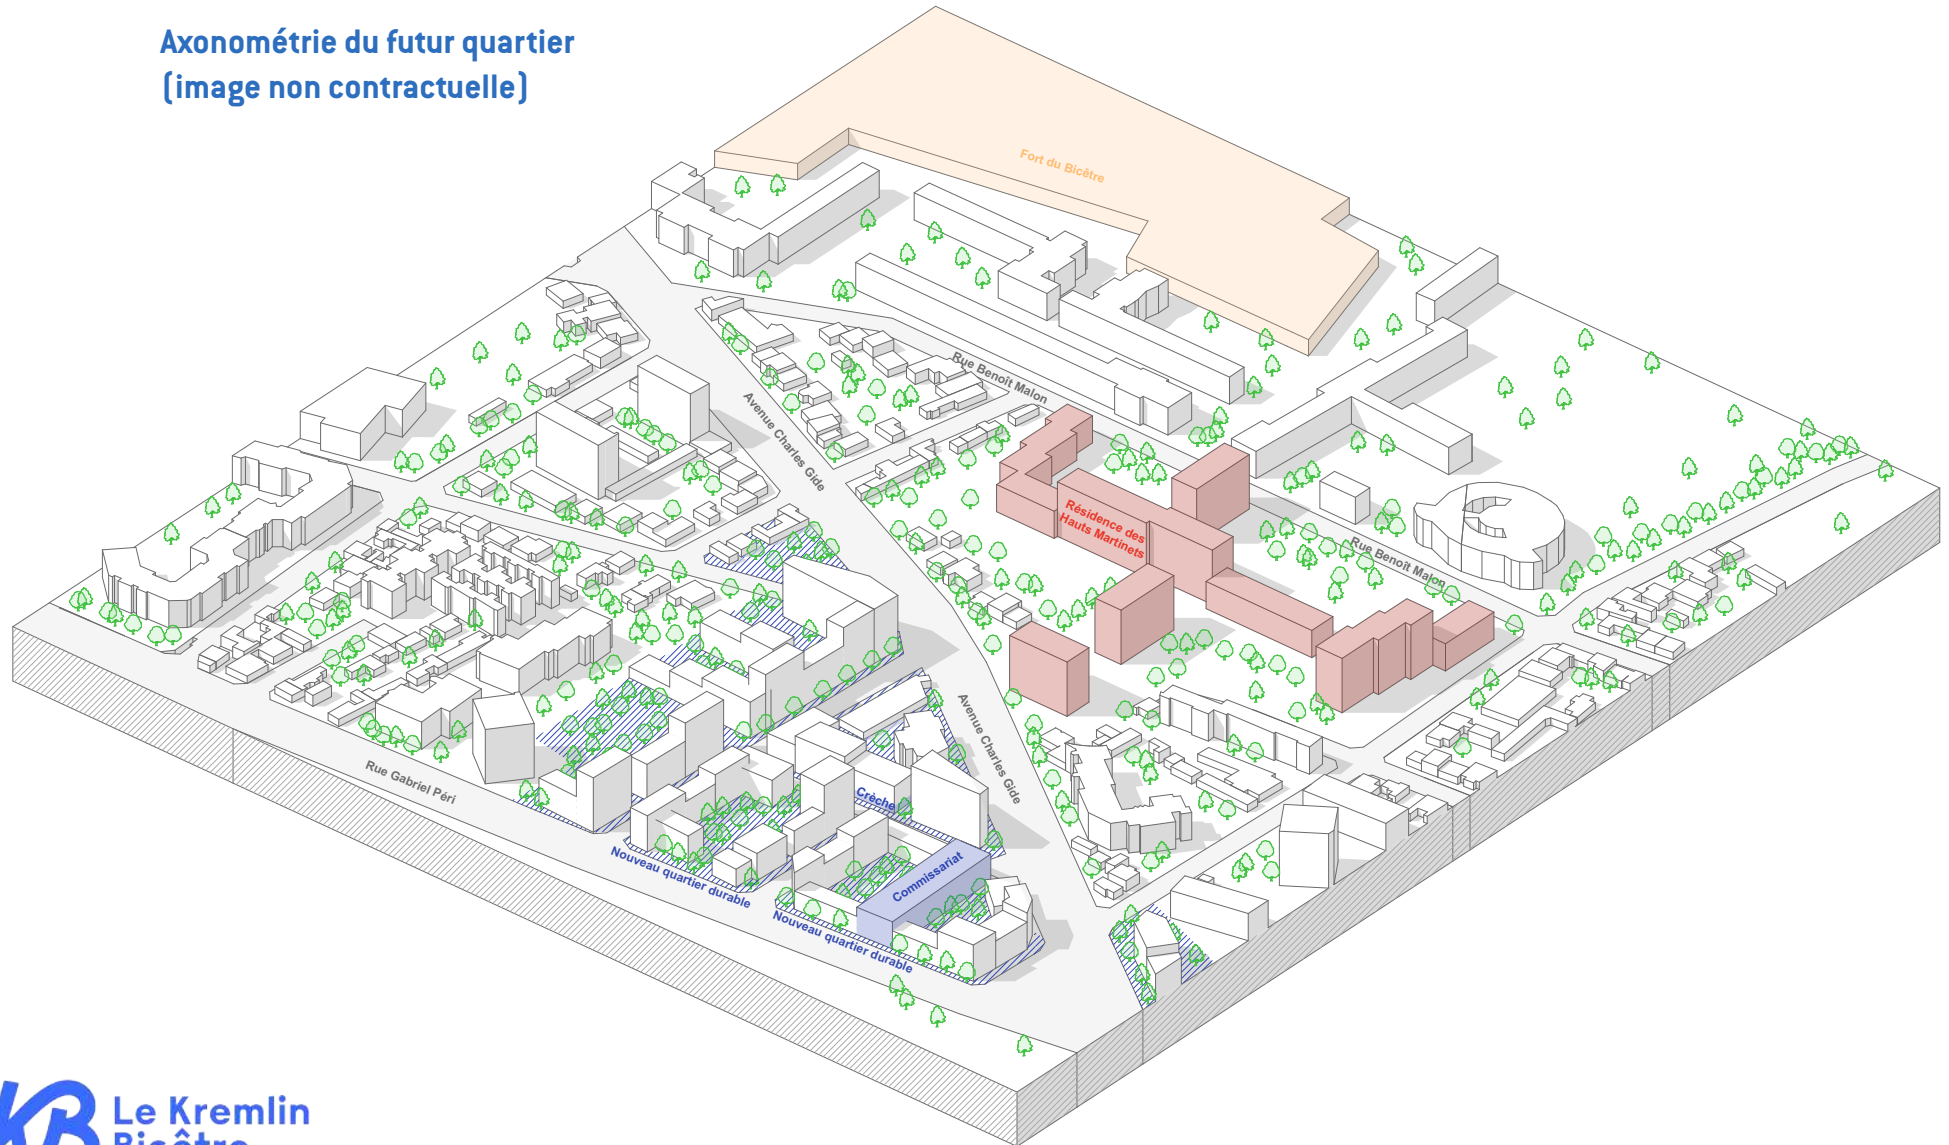 Axonométrie du futur quartier
(image non contractuelle)
Fort du Bicêtre
Rue Benoît Malon
Avenue Charles Gide
Résidence des
Hauts Martinets
Rue Benoît Malon
Avenue Charles Gide
Rue Gabriel Péri
Crèche
Nouveau quartier durable
Commissariat
Nouveau quartier durable
KB
Le Kremlin
Bicêtre